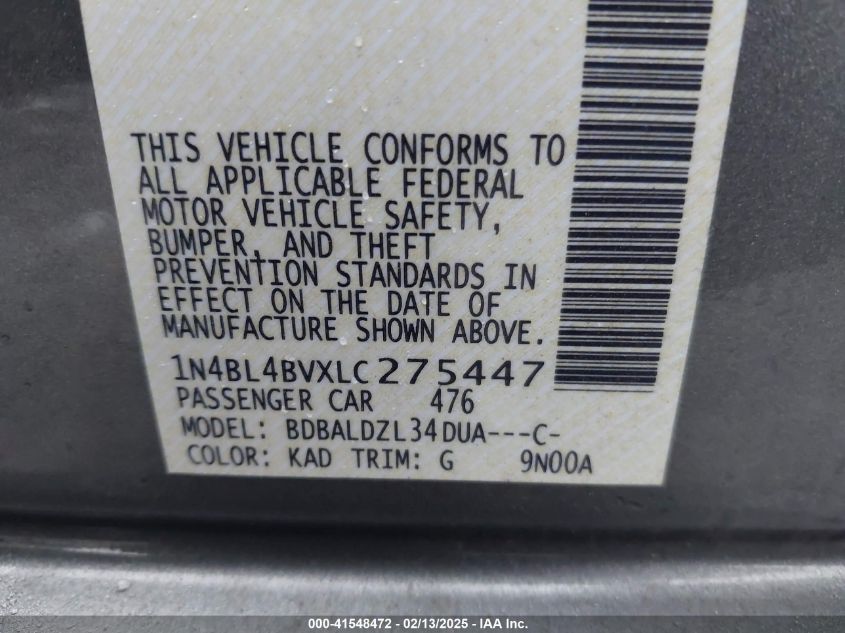 THIS VEHICLE CONFORMS TO
ALL APPLICABLE FEDERAL
MOTOR VEHICLE SAFETY,
BUMPER, AND THEFT
PREVENTION STANDARDS IN
EFFECT ON THE DATE OF
MANUFACTURE SHOWN ABOVE.
1N4BL4BVXLC275447
PASSENGER CAR 476
MODEL: BDBALDZL34DUA---C-
COLOR: KAD TRIM: G 9N00A
000-41548472 - 02/13/2025 - IAA Inc.